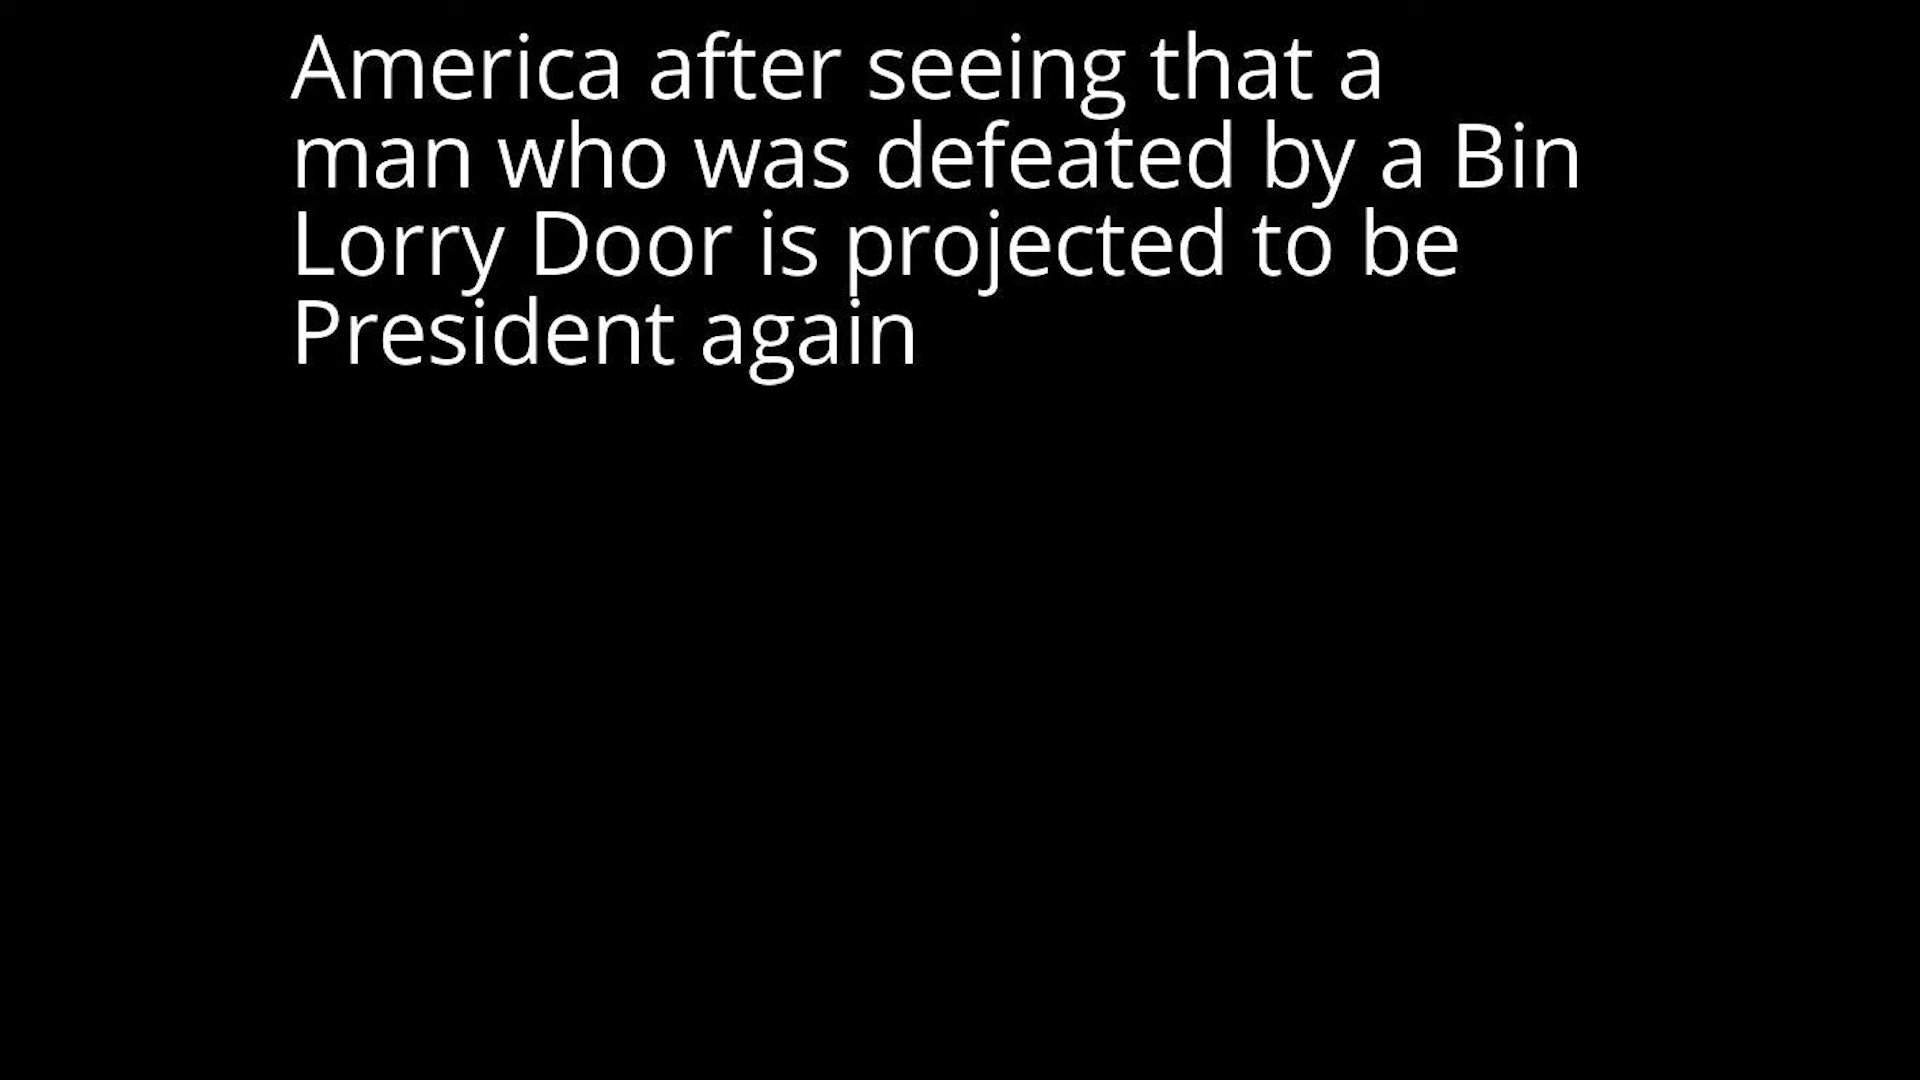 America after seeing that a
man who was defeated by a Bin
Lorry Door is projected to be
President again